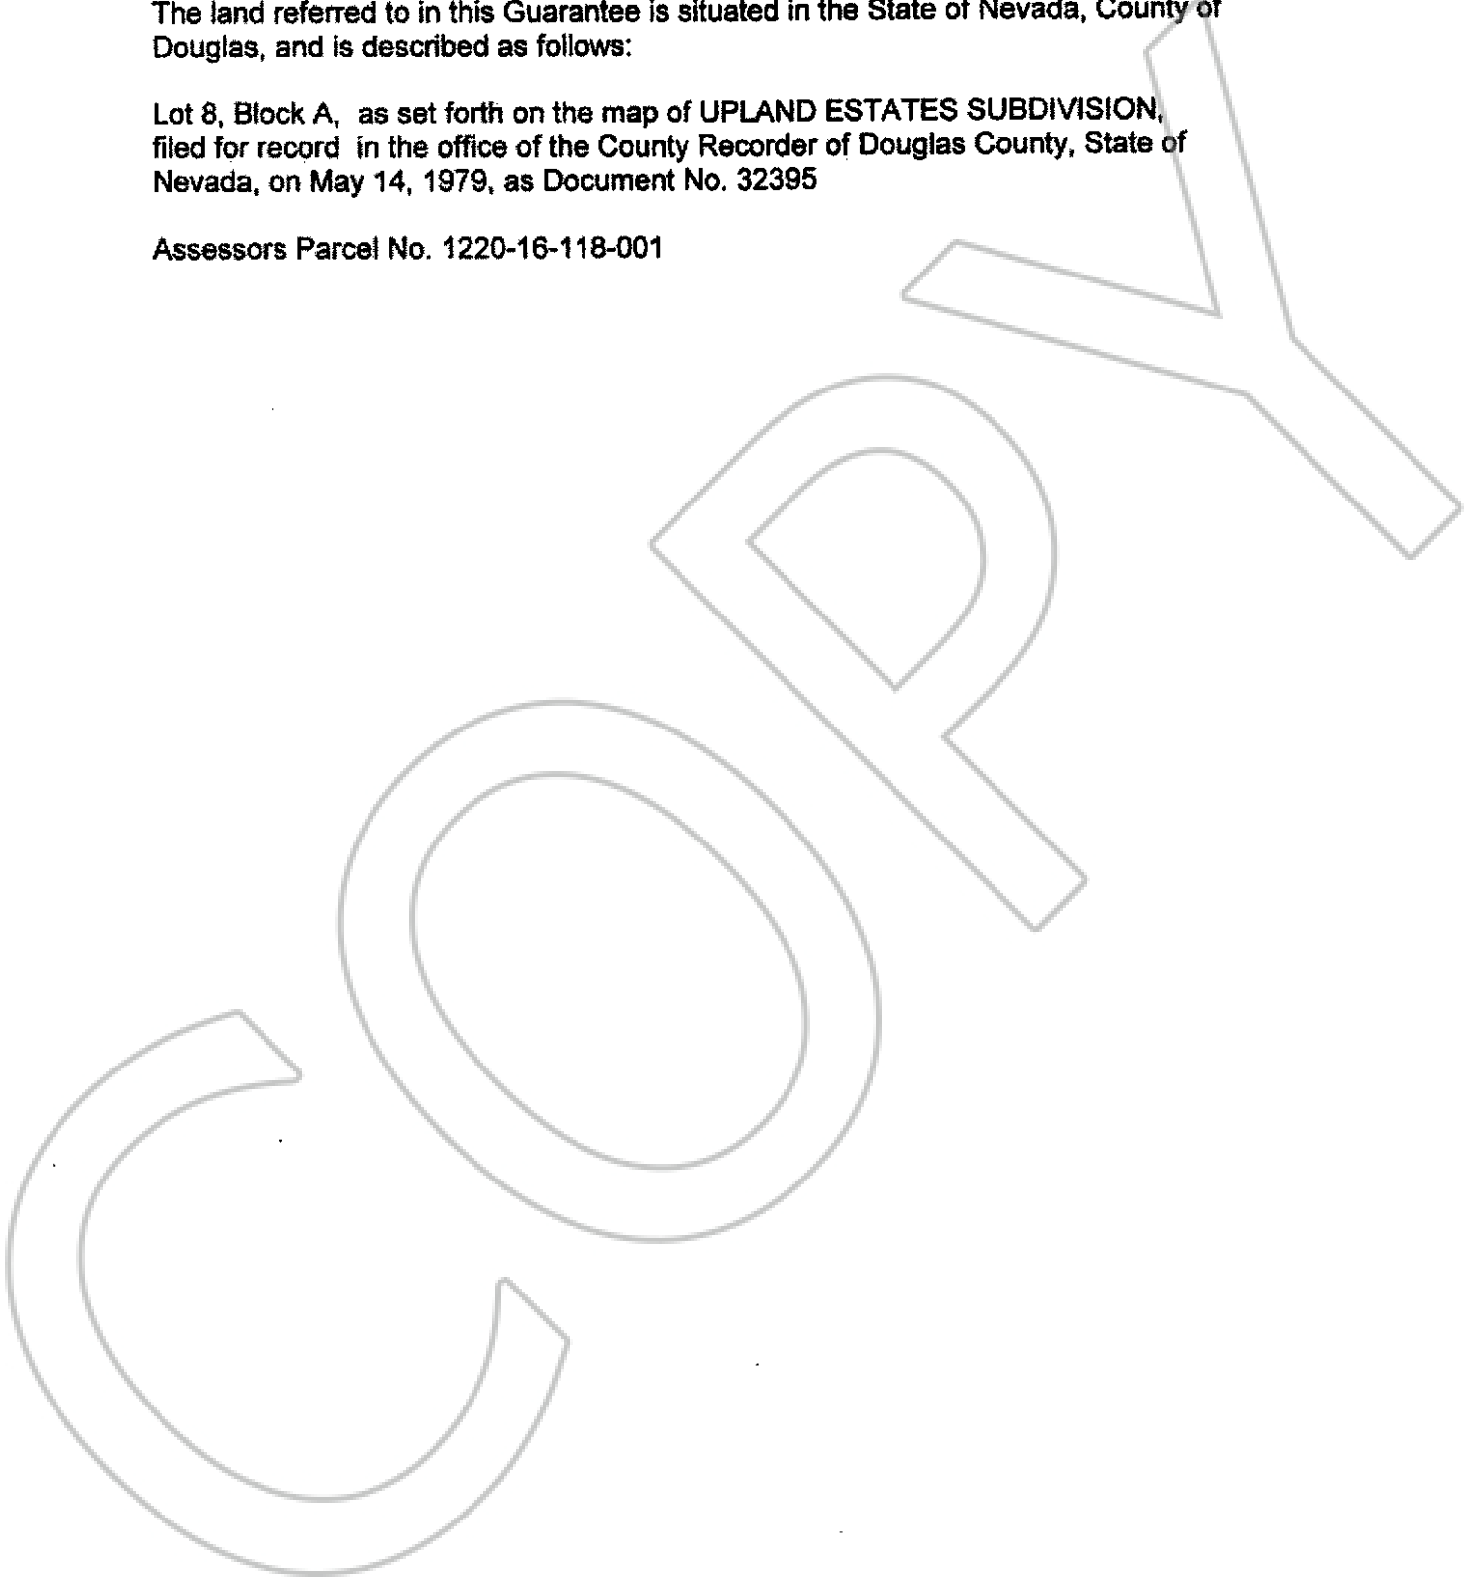 The land referred to in this Guarantee is situated in the State of Nevada, County of
Douglas, and is described as follows:
Lot 8, Block A, as set forth on the map of UPLAND ESTATES SUBDIVISION,
filed for record in the office of the County Recorder of Douglas County, State of
Nevada, on May 14, 1979, as Document No. 32395
Assessors Parcel No. 1220-16-118-001
COPY